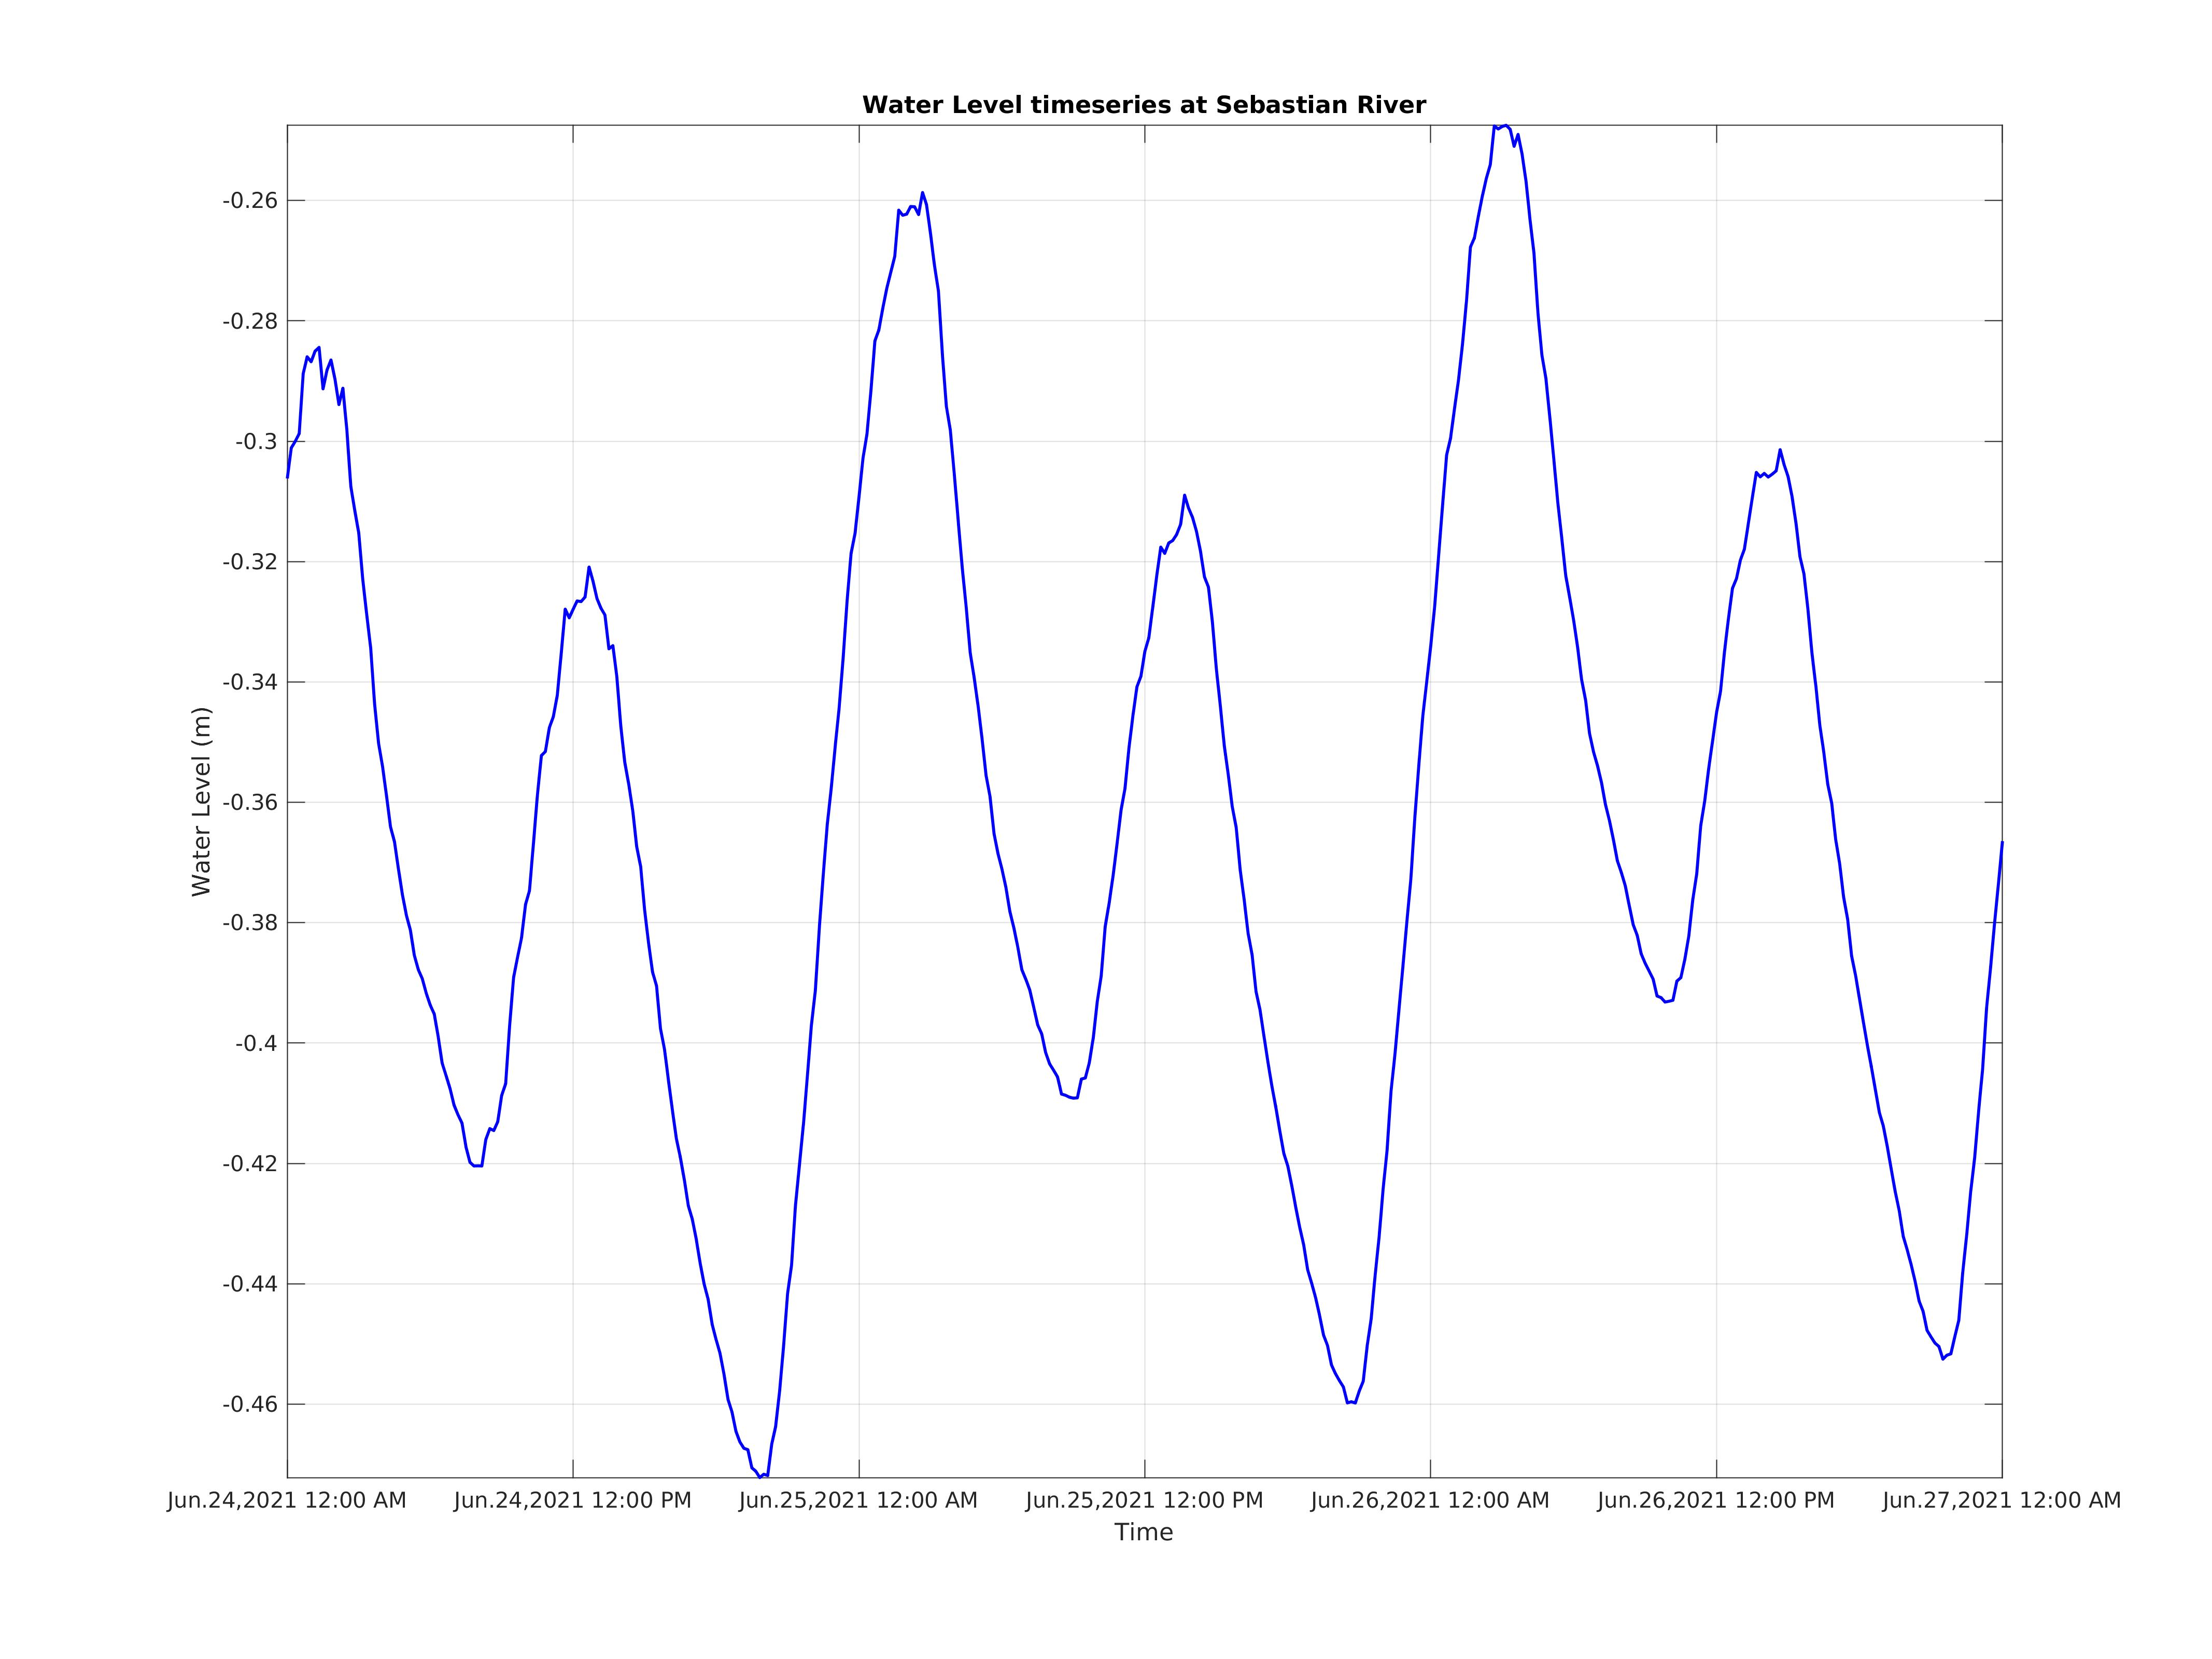 Water Level timeseries at Sebastian River
-0.26
-0.28
-0.3
-0.32
-0.34
-0.36
-0.38
-0.4
-0.42
-0.44
-0.46
Water Level (m)
Jun.24,2021 12:00 AM Jun.24,2021 12:00 PM Jun.25,2021 12:00 AM Jun.25,2021 12:00 PM Jun.26,2021 12:00 AM Jun.26,2021 12:00 PM Jun.27,2021 12:00 AM
Time